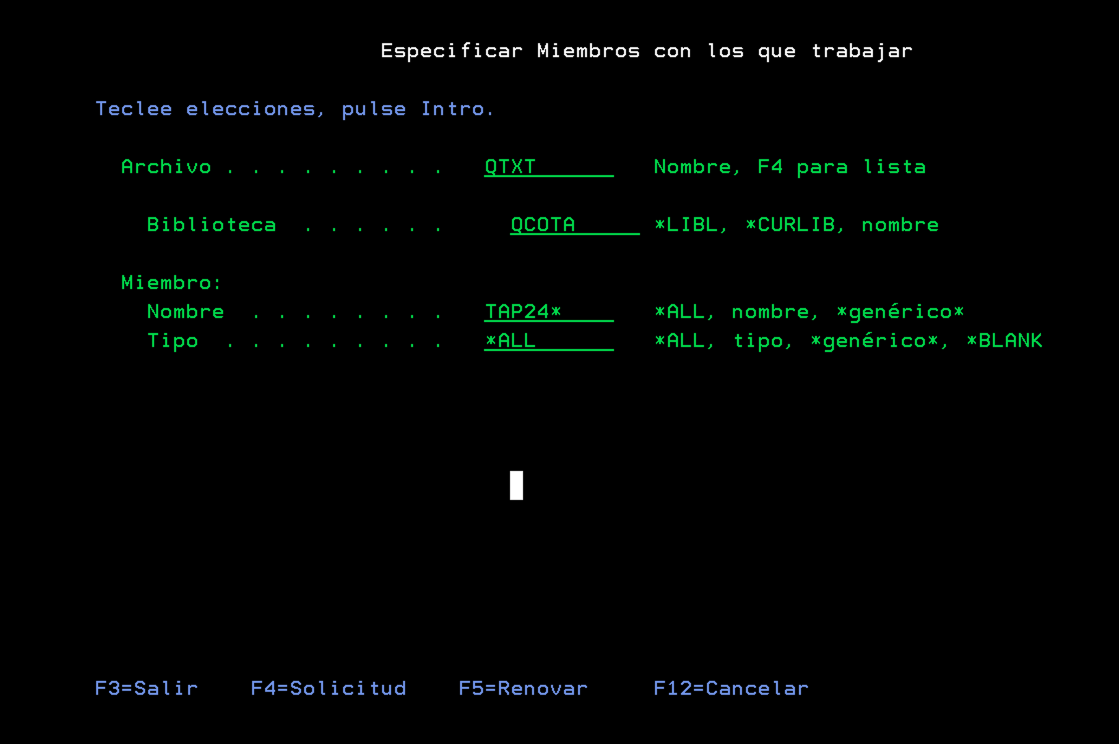 Especificar Miembros con los que trabajar
Teclee elecciones, pulse Intro.
Archivo . . . . . . . . . QTXT Nombre, F4 para lista
Biblioteca . . . . . . QCOTA *LIBL, *CURLIB, nombre
Miembro:
Nombre . . . . . . . . TAP24* *ALL, nombre, *genérico*
Tipo . . . . . . . . . *ALL *ALL, tipo, *genérico*, *BLANK
F3=Salir F4=Solicitud F5=Renovar F12=Cancelar